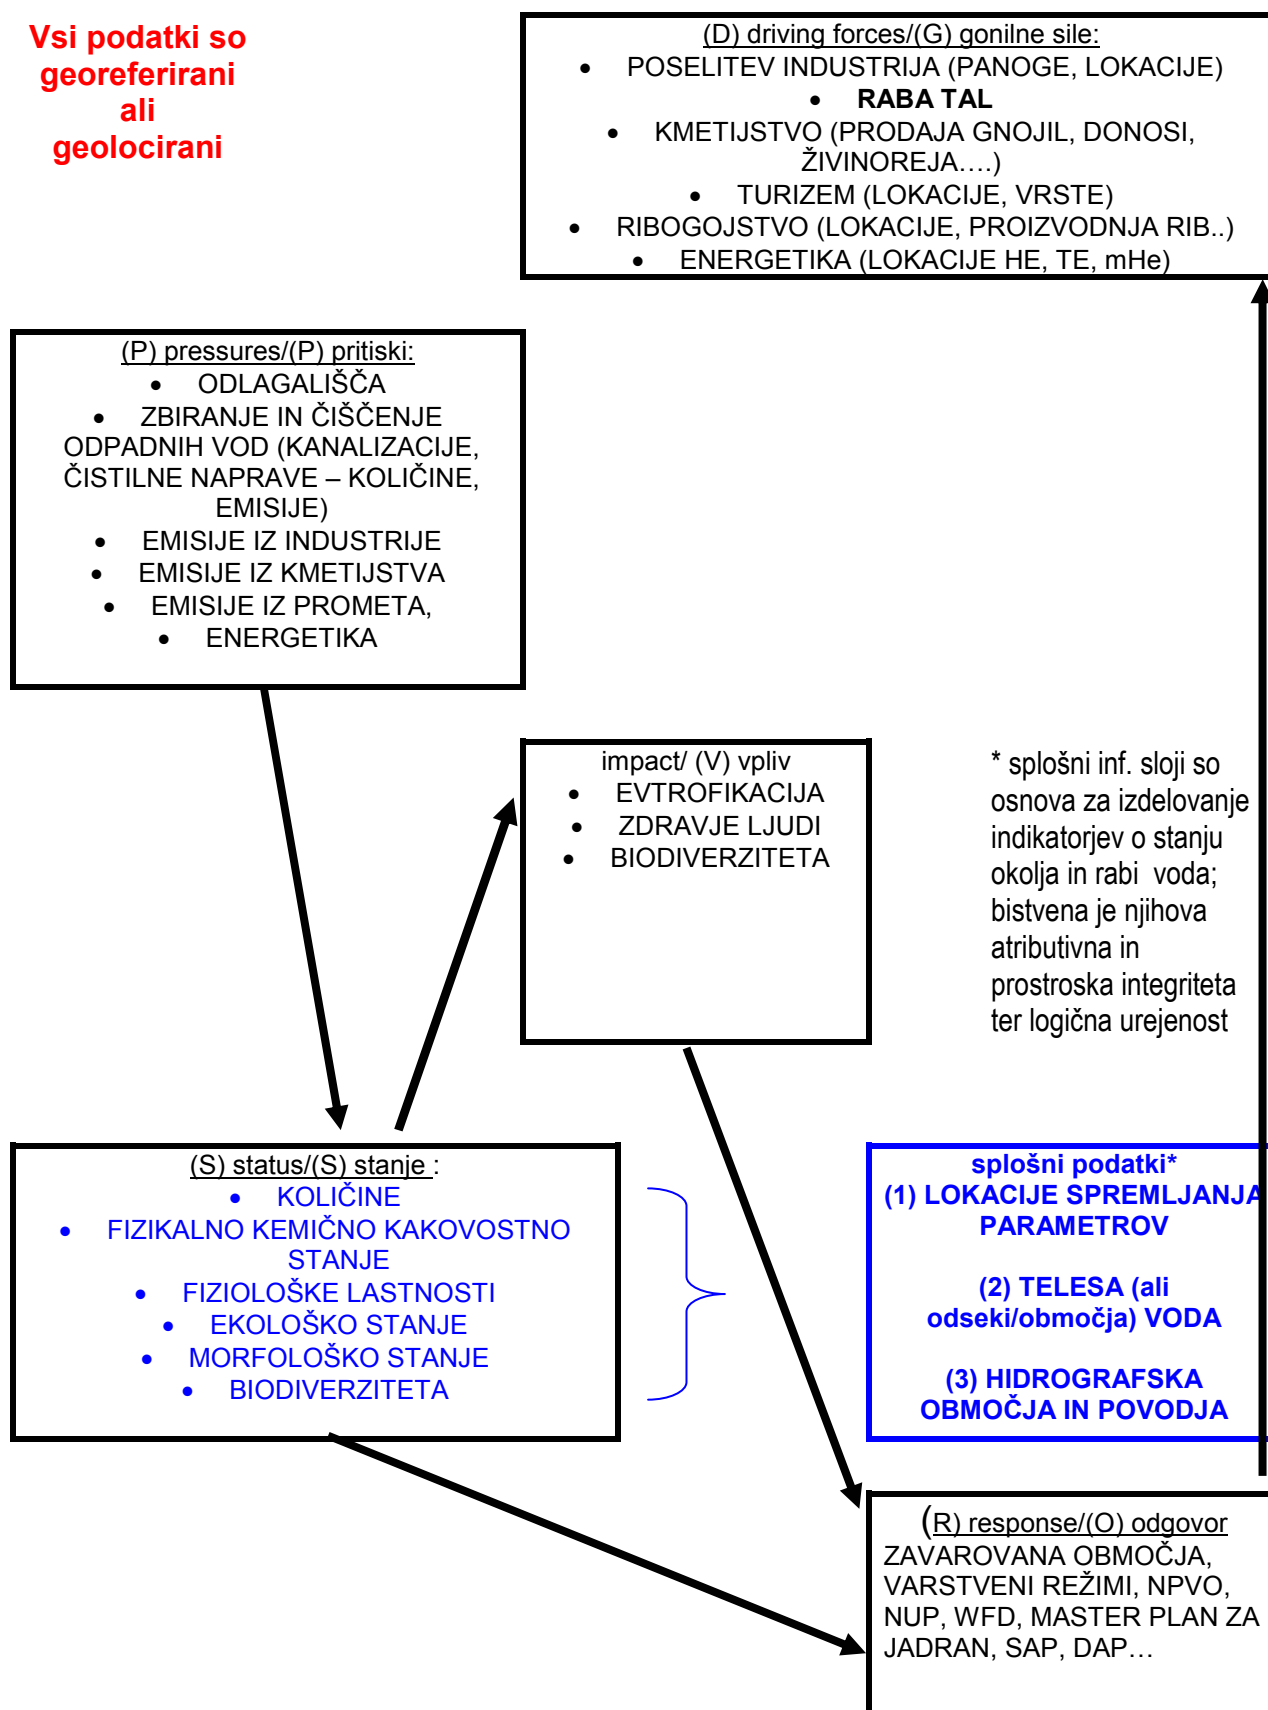 Vsi podatki so
georeferirani
ali
geolocirani
(D) driving forces/(G) gonilne sile:
• POSELITEV INDUSTRIJA (PANOGE, LOKACIJE)
• RABA TAL
• KMETIJSTVO (PRODAJA GNOJIL, DONOSI,
ŽIVINOREJA….)
• TURIZEM (LOKACIJE, VRSTE)
• RIBOGOJSTVO (LOKACIJE, PROIZVODNJA RIB..)
• ENERGETIKA (LOKACIJE HE, TE, mHe)
(P) pressures/(P) pritiski:
• ODLAGALIŠČA
• ZBIRANJE IN ČIŠČENJE
ODPADNIH VOD (KANALIZACIJE,
ČISTILNE NAPRAVE – KOLIČINE,
EMISIJE)
• EMISIJE IZ INDUSTRIJE
• EMISIJE IZ KMETIJSTVA
• EMISIJE IZ PROMETA,
• ENERGETIKA
impact/ (V) vpliv
• EVTROFIKACIJA
• ZDRAVJE LJUDI
• BIODIVERZITETA
* splošni inf. sloji so
osnova za izdelovanje
indikatorjev o stanju
okolja in rabi voda;
bistvena je njihova
atributivna in
prostroska integriteta
ter logična urejenost
(S) status/(S) stanje :
• KOLIČINE
• FIZIKALNO KEMIČNO KAKOVOSTNO
STANJE
• FIZIOLOŠKE LASTNOSTI
• EKOLOŠKO STANJE
• MORFOLOŠKO STANJE
• BIODIVERZITETA
splošni podatki*
(1) LOKACIJE SPREMLJANJA
PARAMETROV
(2) TELESA (ali
odseki/območja) VODA
(3) HIDROGRAFSKA
OBMOČJA IN POVODJA
(R) response/(O) odgovor
ZAVAROVANA OBMOČJA,
VARSTVENI REŽIMI, NPVO,
NUP, WFD, MASTER PLAN ZA
JADRAN, SAP, DAP…